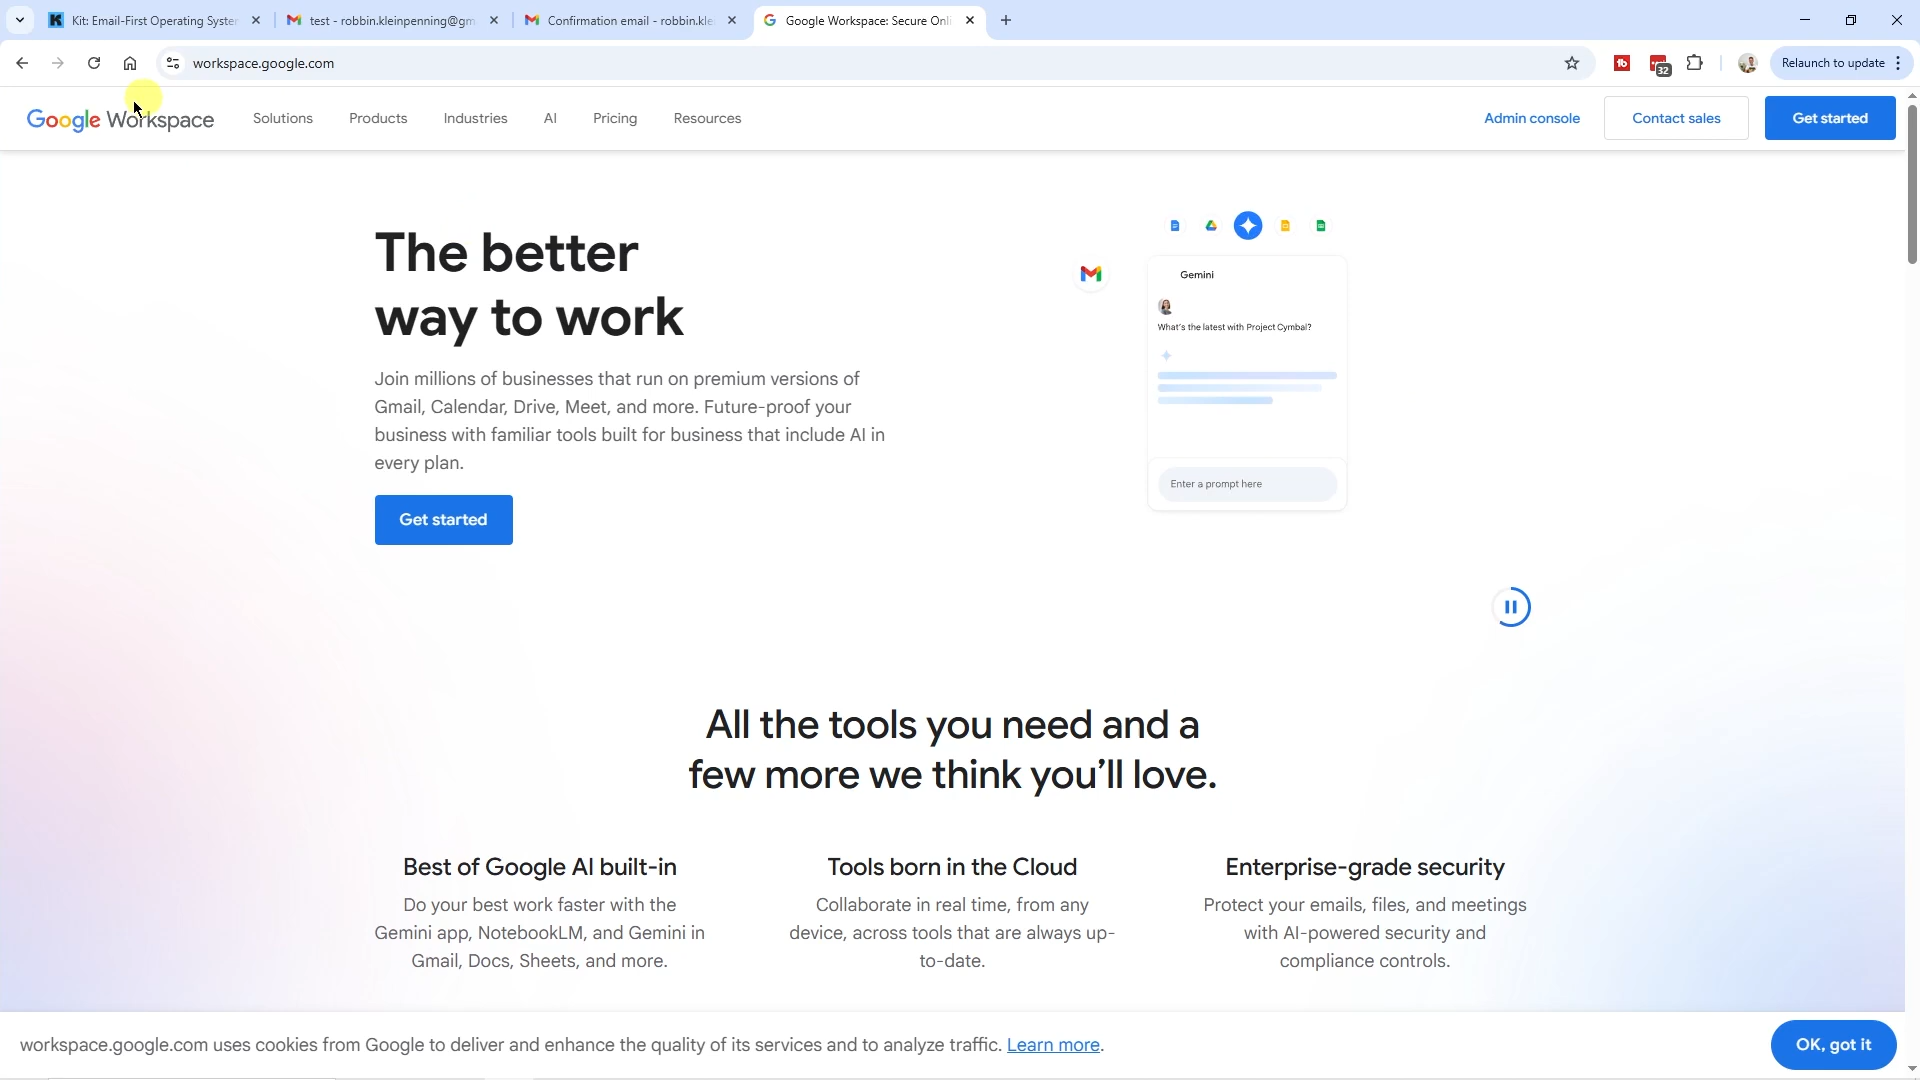 Kit: Email-First Operating Syste
test - robbin.kleinpenning@gm
Confirmation email - robbin.kle
Google Workspace: Secure Onli
workspace.google.com
32
Relaunch to update
Google Workspace
Solutions
Products
Industries
AI
Pricing
Resources
Admin console
Contact sales
Get started
The better
way to work
Join millions of businesses that run on premium versions of
Gmail, Calendar, Drive, Meet, and more. Future-proof your
business with familiar tools built for business that include AI in
every plan.
Get started
Gemini
What's the latest with Project Cymbal?
Enter a prompt here
All the tools you need and a
few more we think you’ll love.
Best of Google AI built-in
Do your best work faster with the
Gemini app, NotebookLM, and Gemini in
Gmail, Docs, Sheets, and more.
Tools born in the Cloud
Collaborate in real time, from any
device, across tools that are always up-
to-date.
Enterprise-grade security
Protect your emails, files, and meetings
with AI-powered security and
compliance controls.
workspace.google.com uses cookies from Google to deliver and enhance the quality of its services and to analyze traffic. Learn more.
OK, got it